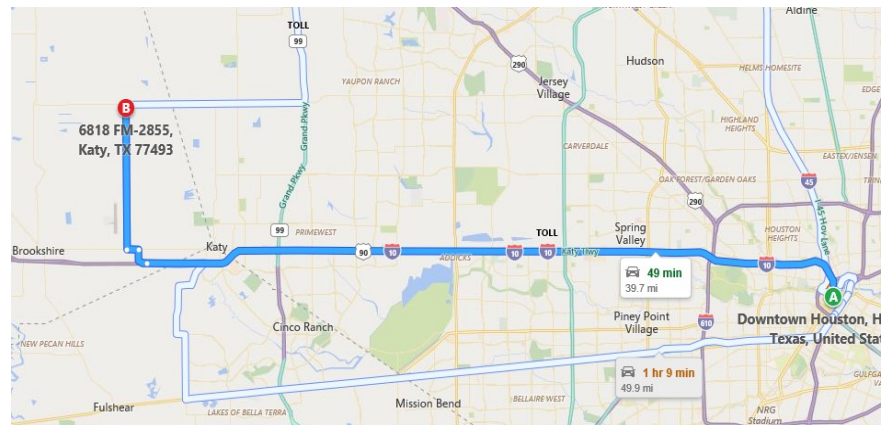 Aldine
TOLL
99
290
Hudson
HELMS HOMESITE
YAUPON RANCH
Jersey
Village
Grand Pkwy
HIGHLAND
HEIGHTS
B
6818 FM-2855,
Katy, TX 77493
CARVERDALE
EASTEX/JENSEN
OAK FOREST/GARDEN OAKS
45
I 45 Hov Lane
Grand Pkwy
290
99
PRIMEWEST
TOLL
Spring
Valley
HOUSTON
HEIGHTS
Brookshire
Katy
90
10
ADDICKS
10
10
Katy Fwy
10
10
49 min
39.7 mi
A
Piney Point
Village
610
Downtown Houston, H
Texas, United Stat
Cinco Ranch
NEW PECAN HILLS
1 hr 9 min
49.9 mi
Fulshear
LAKES OF BELLA TERRA
Mission Bend
BELLAIRE WEST
NRG
Stadium